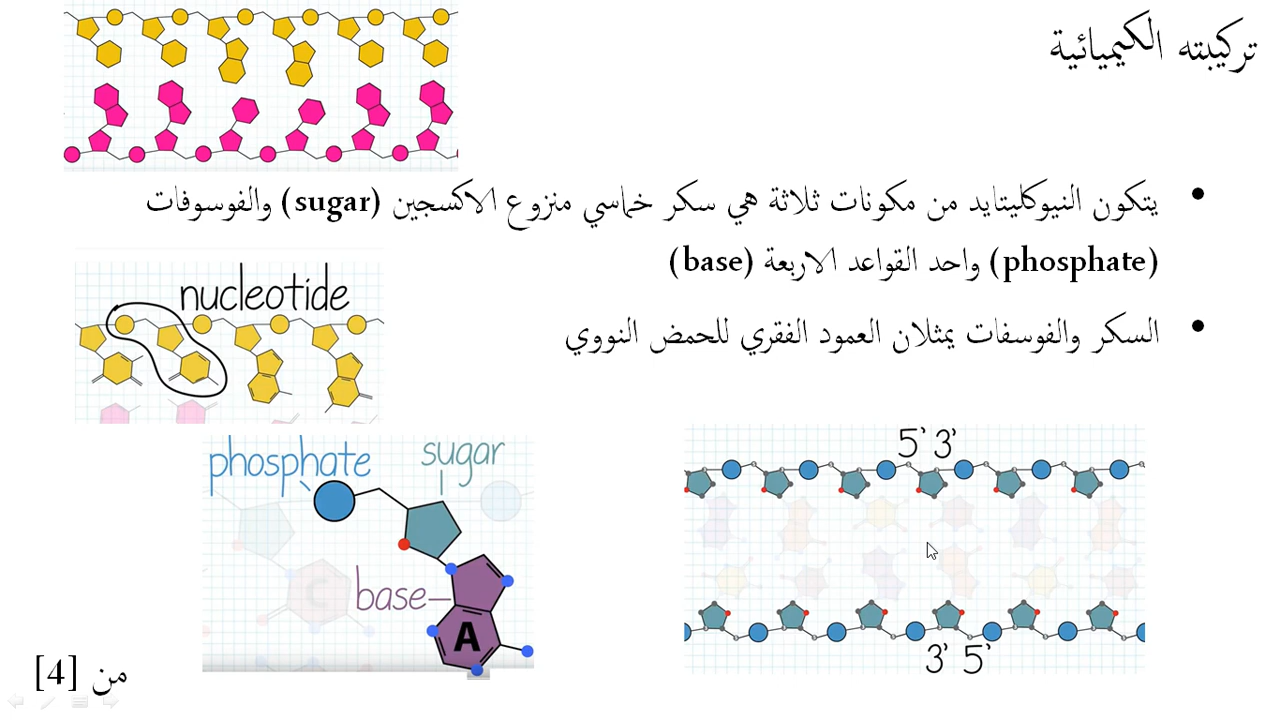 تركيبته الكيميائية
يتكون النيوكليتايد من مكونات ثلاثة هي سكر خماسي منزوع الاكسجين (sugar) والفوسوفات
(phosphate) واحد القواعد الاربعة (base)
السكر والفوسفات يمثلان العمود الفقري للحمض النووي
nucleotide
phosphate
sugar
base
A
C
5' 3'
3' 5'
من [4]